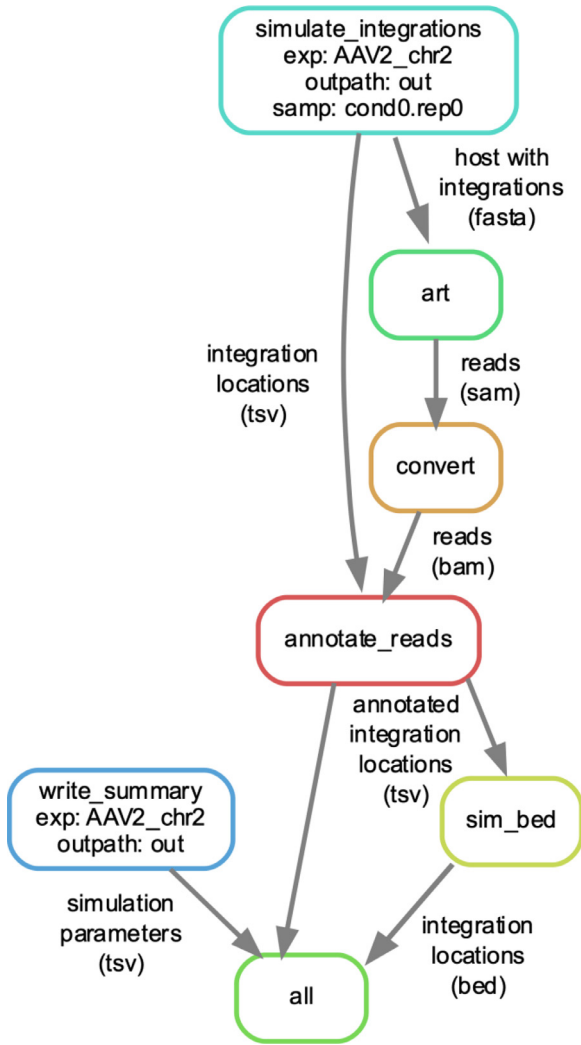 simulate_integrations
exp: AAV2_chr2
outpath: out
samp: cond0.rep0
host with
integrations
(fasta)
art
integration
locations
(tsv)
reads
(sam)
convert
reads
(bam)
annotate_reads
annotated
integration
locations
(tsv)
write_summary
exp: AAV2_chr2
outpath: out
sim_bed
simulation
parameters
(tsv)
integration
locations
(bed)
all